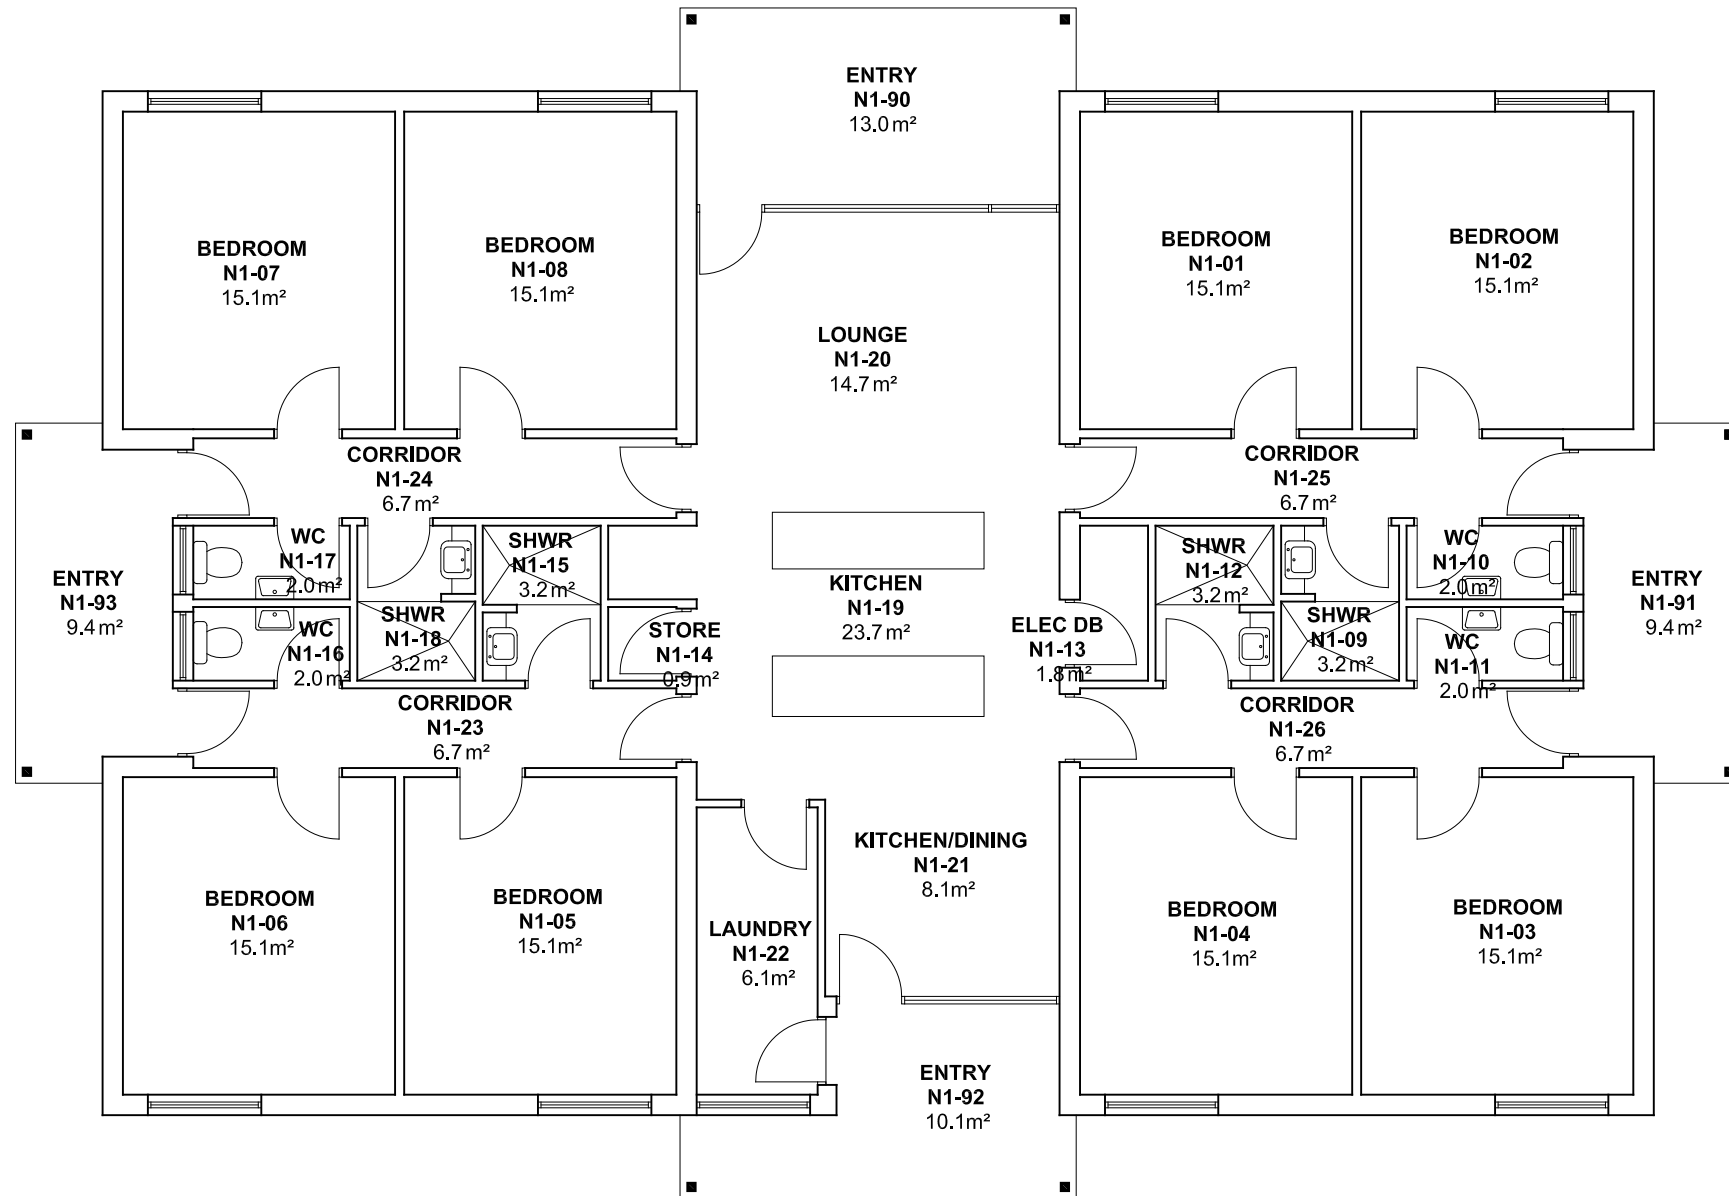 ENTRY
N1-90
13.0m²
BEDROOM
N1-07
15.1m²
BEDROOM
N1-08
15.1m²
BEDROOM
N1-01
15.1m²
BEDROOM
N1-02
15.1m²
LOUNGE
N1-20
14.7m²
CORRIDOR
N1-24
6.7m²
CORRIDOR
N1-25
6.7m²
ENTRY
N1-93
9.4m²
WC
N1-17
2.0m²
SHWR
N1-15
3.2m²
KITCHEN
N1-19
23.7m²
SHWR
N1-12
3.2m²
WC
N1-10
2.0m²
ENTRY
N1-91
9.4m²
WC
N1-16
2.0m²
SHWR
N1-18
3.2m²
STORE
N1-14
0.9m²
ELEC DB
N1-13
1.8m²
SHWR
N1-09
3.2m²
WC
N1-11
2.0m²
CORRIDOR
N1-23
6.7m²
CORRIDOR
N1-26
6.7m²
KITCHEN/DINING
N1-21
8.1m²
BEDROOM
N1-06
15.1m²
BEDROOM
N1-05
15.1m²
LAUNDRY
N1-22
6.1m²
BEDROOM
N1-04
15.1m²
BEDROOM
N1-03
15.1m²
ENTRY
N1-92
10.1m²